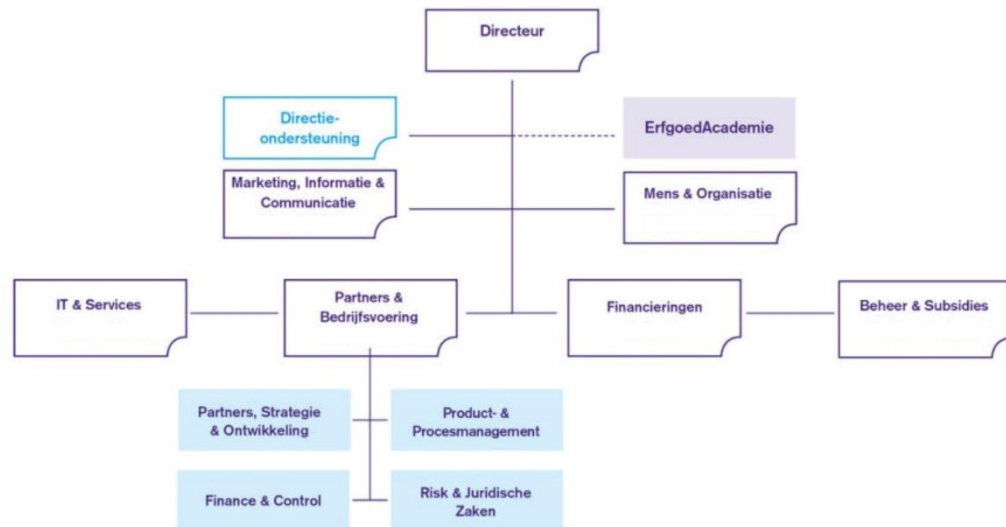 Directeur
Directie-
ondersteuning
ErfgoedAcademie
Marketing, Informatie &
Communicatie
Mens & Organisatie
IT & Services
Partners &
Bedrijfsvoering
Financieringen
Beheer & Subsidies
Partners, Strategie
& Ontwikkeling
Product- &
Procesmanagement
Finance & Control
Risk & Juridische
Zaken